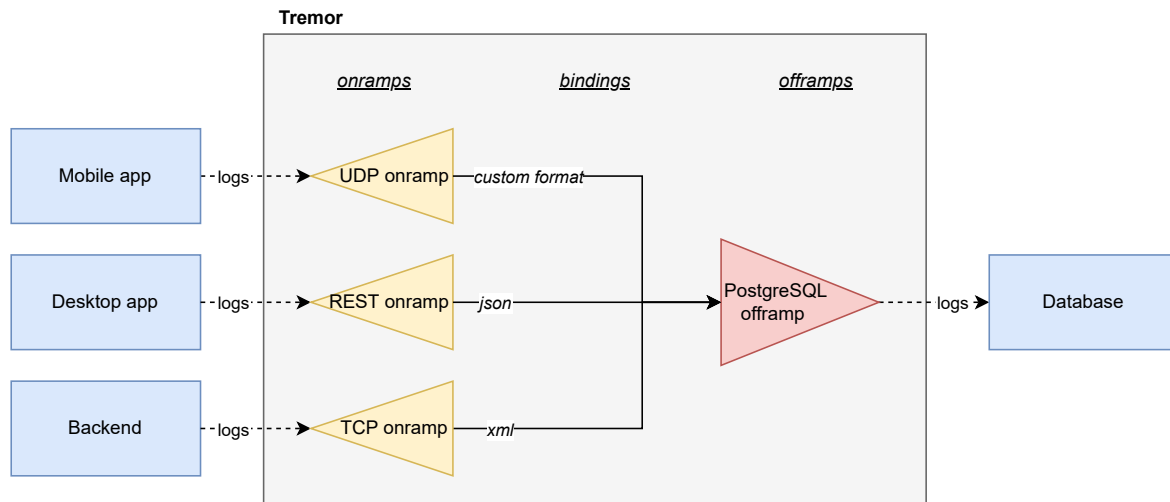 Tremor
onramps
bindings
offramps
Mobile app
logs
UDP onramp
custom format
Desktop app
logs
REST onramp
json
PostgreSQL
offramp
logs
Database
Backend
logs
TCP onramp
xml